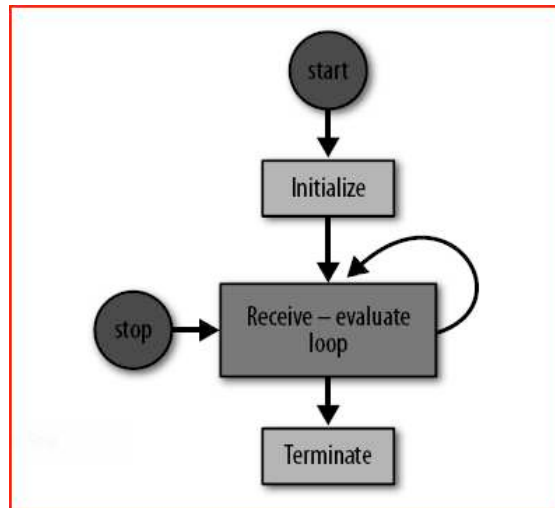 start
Initialize
Receive – evaluate
loop
stop
Terminate